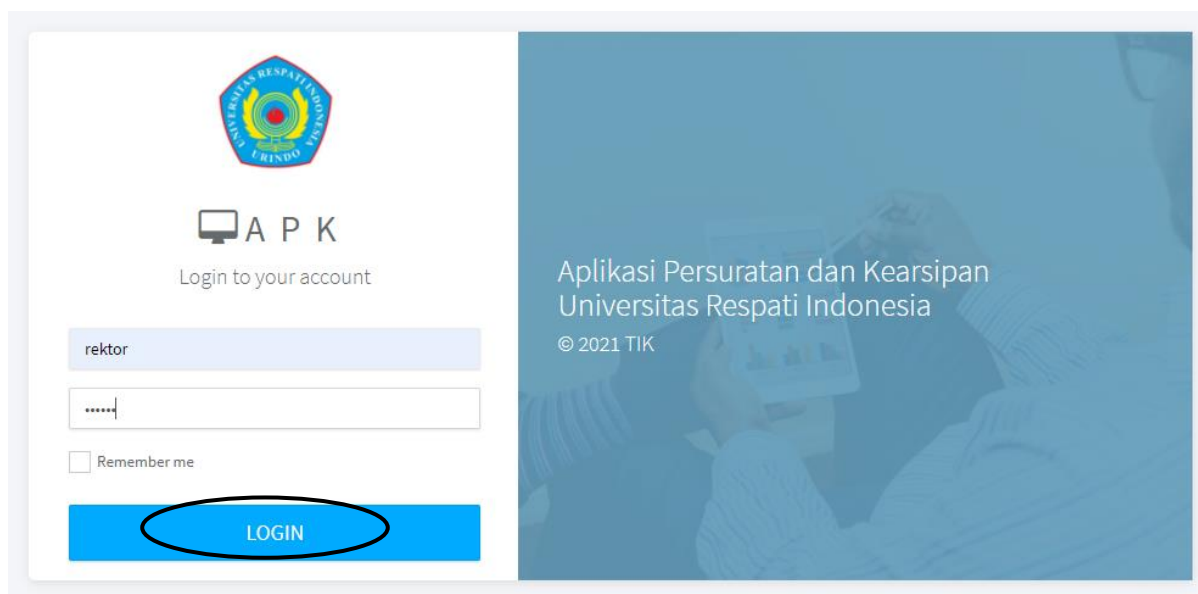 UNIVERSITAS RESPATI INDONESIA
URINDO
APK
Login to your account
rektor
••••••
Remember me
LOGIN
Aplikasi Persuratan dan Kearsipan
Universitas Respati Indonesia
© 2021 TIK